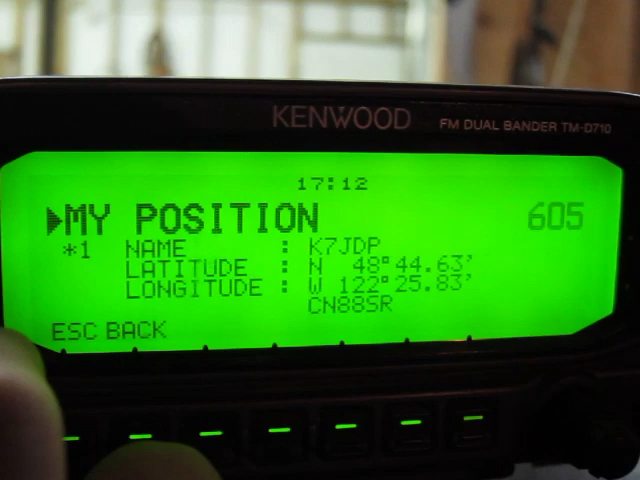 KENWOOD FM DUAL BANDER TM-D710
17:12
▶MY POSITION 605
*1 NAME : K7JDP
LATITUDE : N 48°44.63'
LONGITUDE : W 122°25.83'
CN88SR
ESC BACK